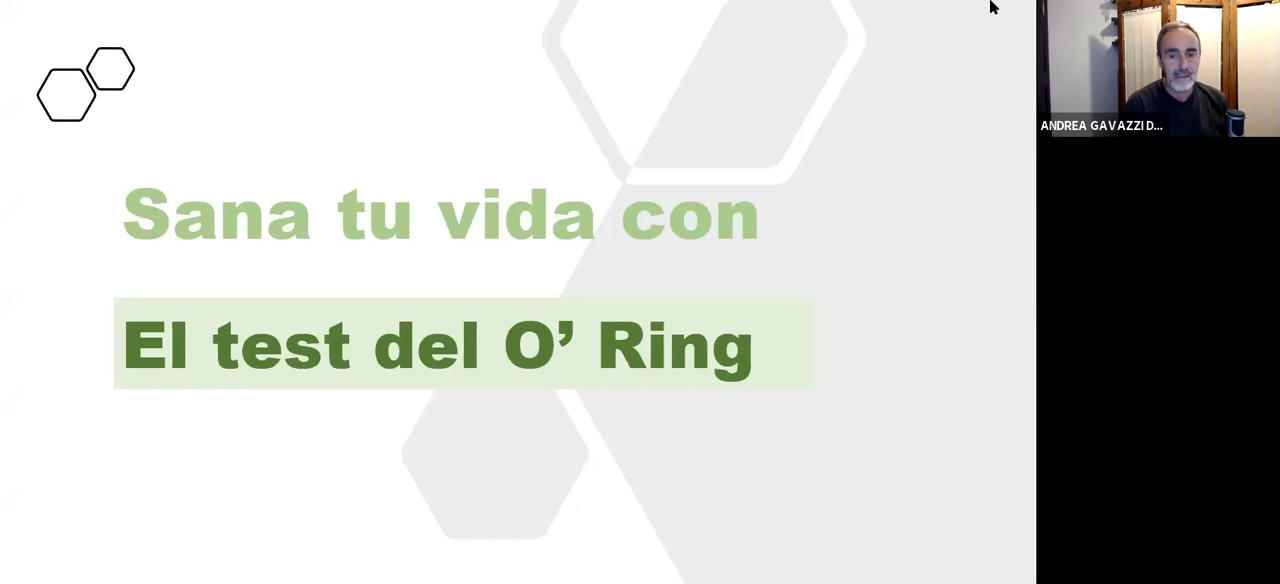 Sana tu vida con
El test del O’ Ring
ANDREA GAVAZZI D...